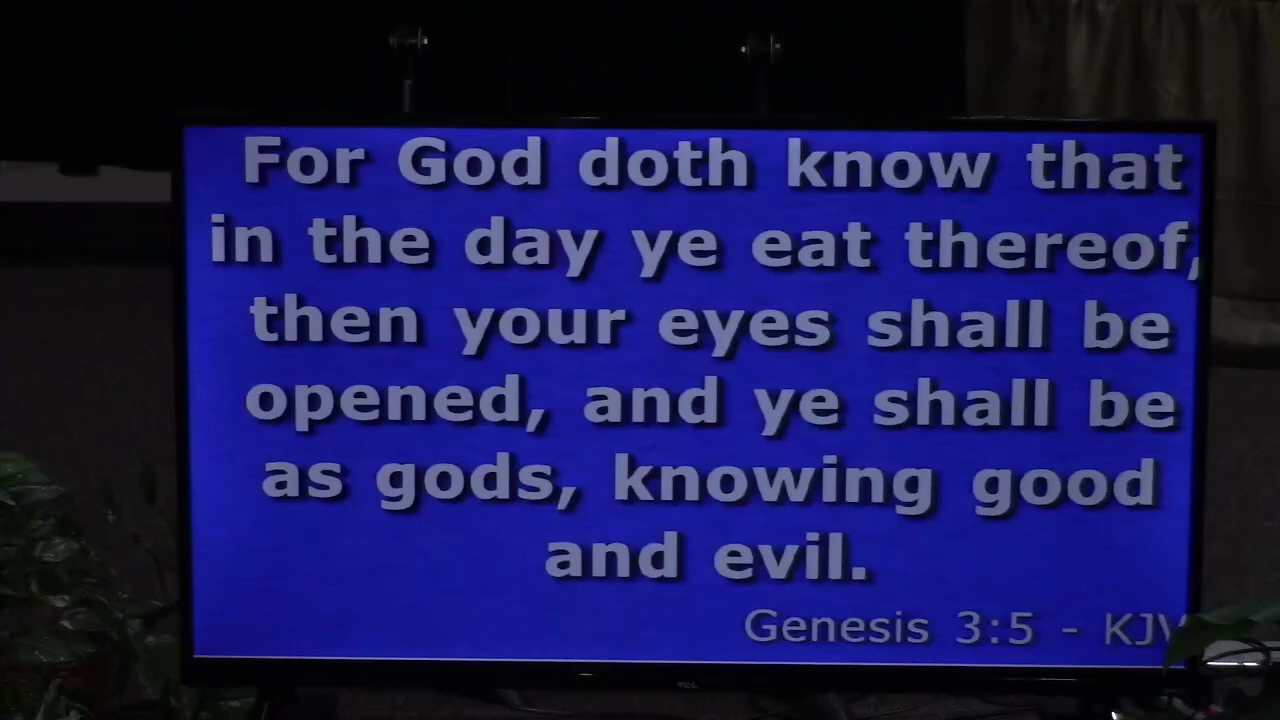 For God doth know that
in the day ye eat thereof,
then your eyes shall be
opened, and ye shall be
as gods, knowing good
and evil.
Genesis 3:5 - KJV
TCL